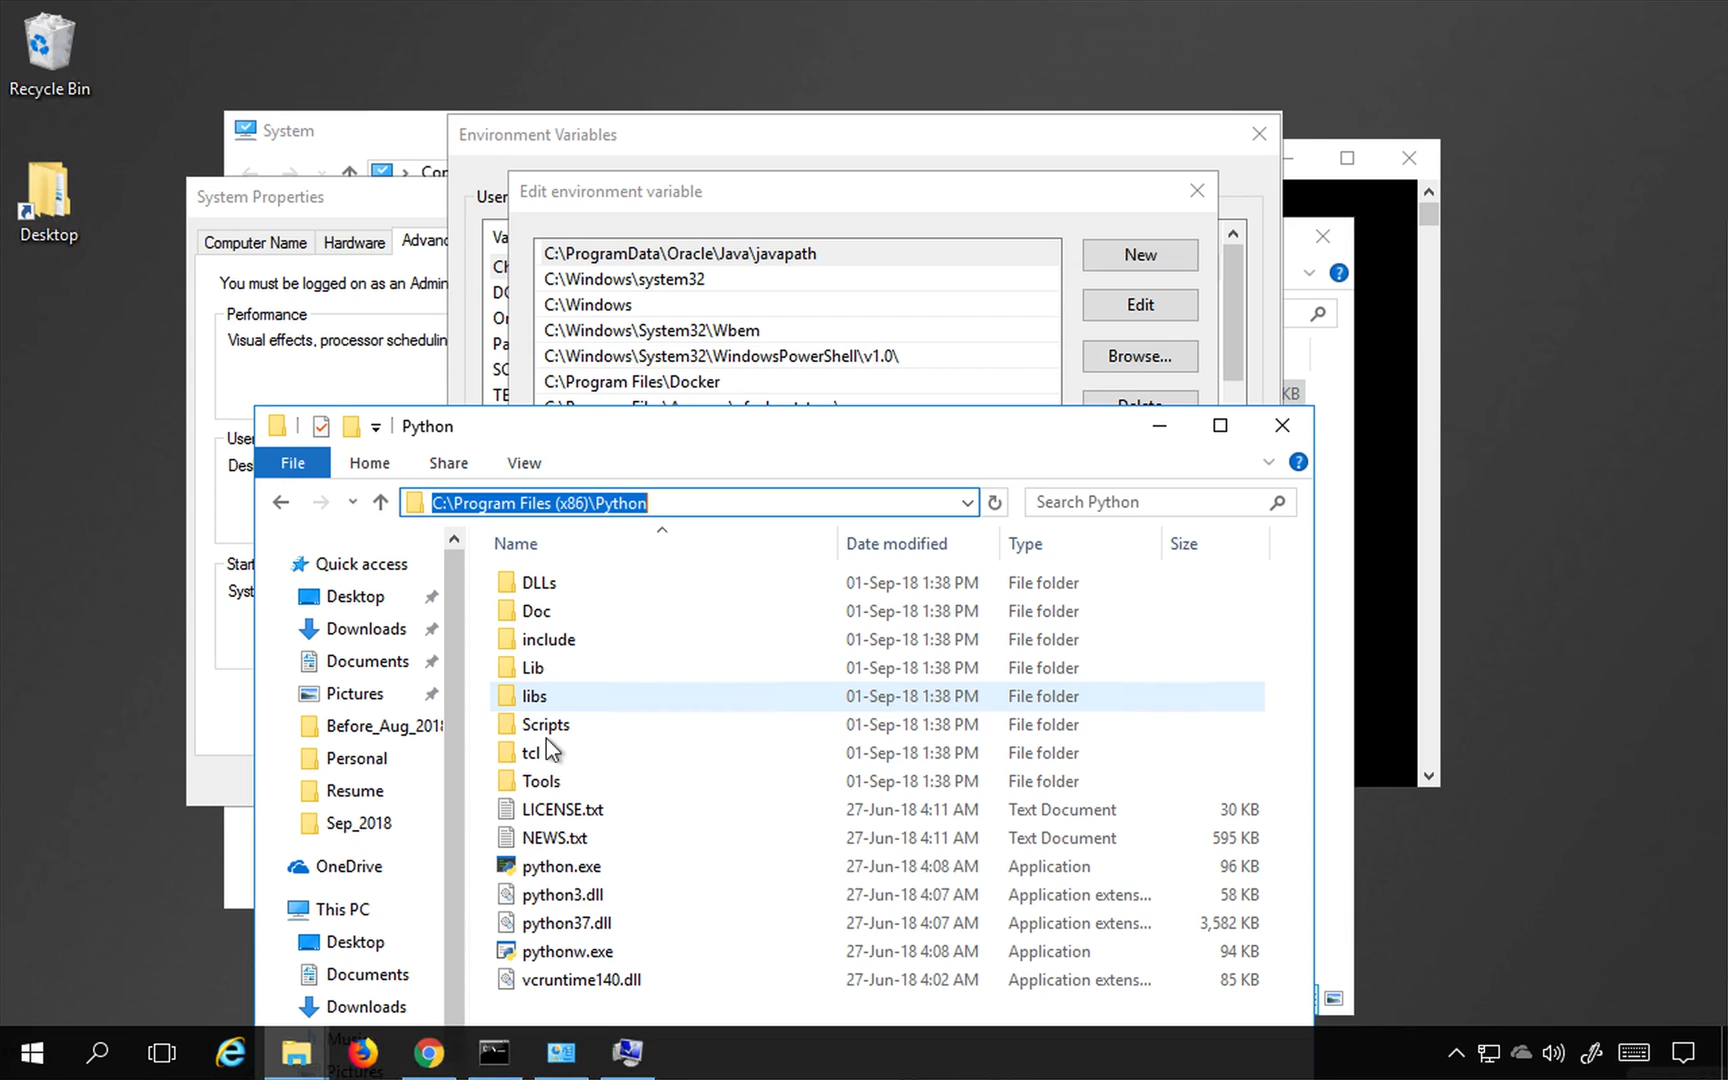 Recycle Bin
Desktop
System
System Properties
Computer Name
Hardware
You must be logged on as an
Performance
Visual effects, processor
Environment Variables
Edit environment variable
C:\ProgramData\Oracle\Java\javapath
C:\Windows\system32
C:\Windows
C:\Windows\System32\Wbem
C:\Windows\System32\WindowsPowerShell\v1.0\
C:\Program Files\Docker
New
Edit
Browse...
KB
Python
File
Home
Share
View
C:\Program Files (x86)\Python
Search Python
Name
Date modified
Type
Size
Quick access
Desktop
Downloads
Documents
Pictures
Before_Aug_2018
Personal
Resume
Sep_2018
OneDrive
This PC
Desktop
Documents
Downloads
Pictures
DLLs 01-Sep-18 1:38 PM File folder
Doc 01-Sep-18 1:38 PM File folder
include 01-Sep-18 1:38 PM File folder
Lib 01-Sep-18 1:38 PM File folder
libs 01-Sep-18 1:38 PM File folder
Scripts 01-Sep-18 1:38 PM File folder
tcl 01-Sep-18 1:38 PM File folder
Tools 01-Sep-18 1:38 PM File folder
LICENSE.txt 27-Jun-18 4:11 AM Text Document 30 KB
NEWS.txt 27-Jun-18 4:11 AM Text Document 595 KB
python.exe 27-Jun-18 4:08 AM Application 96 KB
python3.dll 27-Jun-18 4:07 AM Application extens... 58 KB
python37.dll 27-Jun-18 4:07 AM Application extens... 3,582 KB
pythonw.exe 27-Jun-18 4:08 AM Application 94 KB
vcruntime140.dll 27-Jun-18 4:02 AM Application extens... 85 KB